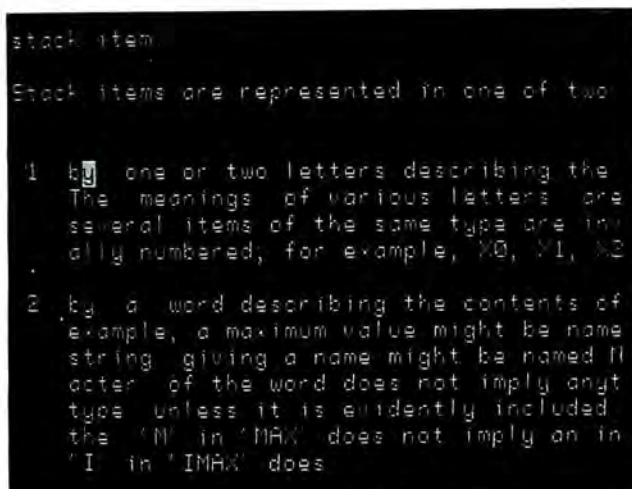 stack item
Stack items are represented in one of two
1 by one or two letters describing the
The meanings of various letters are
several items of the same type are inv
ally numbered; for example, X0, X1, X2
2 by a word describing the contents of
example, a maximum value might be name
string giving a name might be named N
acter of the word does not imply anyt
type unless it is evidently included
the 'M' in 'MAX' does not imply an in
'I' in 'IMAX' does